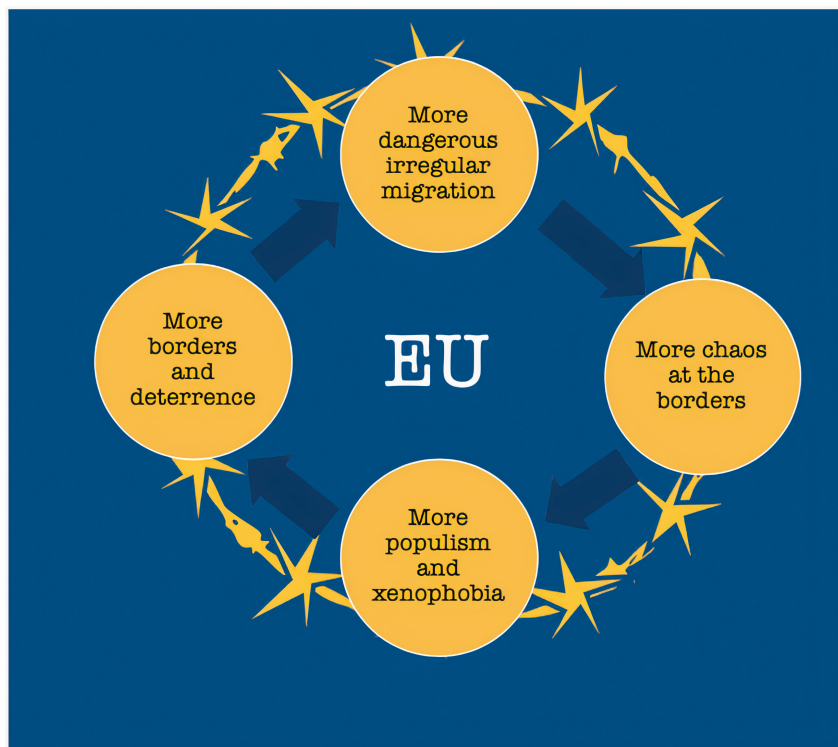 More
dangerous
irregular
migration
More
borders
and
deterrence
EU
More chaos
at the
borders
More
populism
and
xenophobia